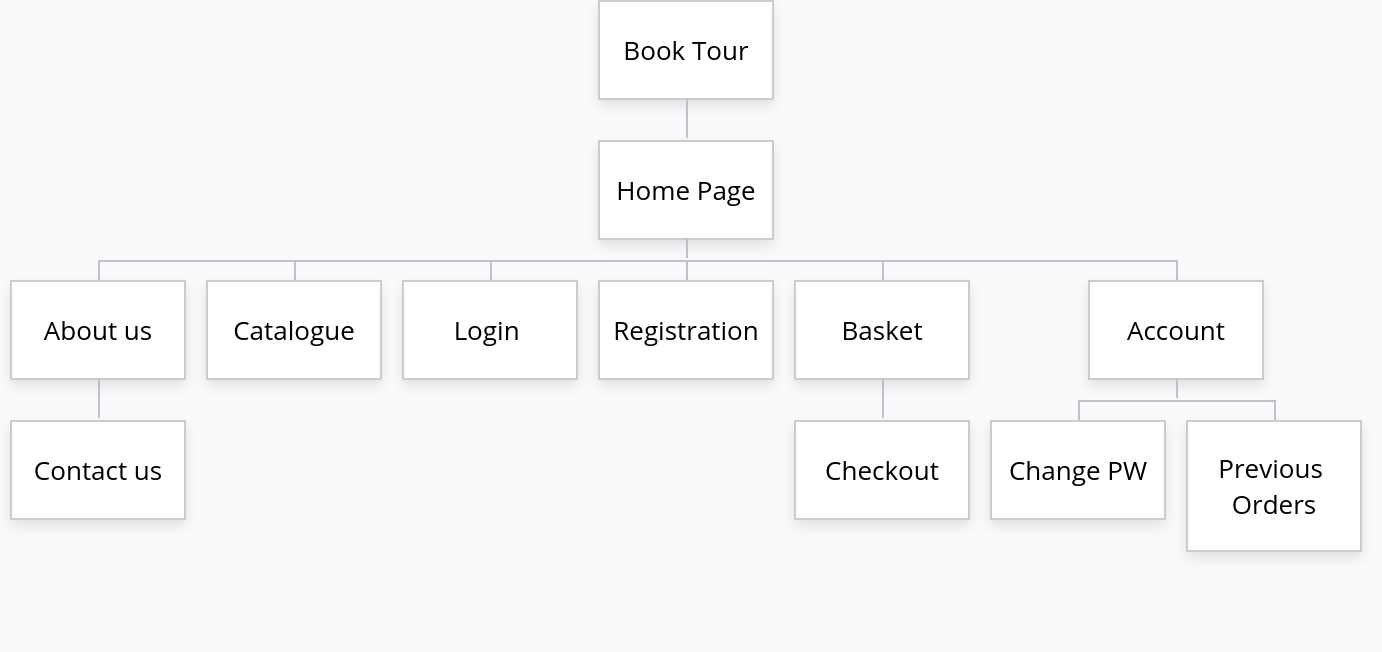 Book Tour
Home Page
About us
Catalogue
Login
Registration
Basket
Account
Contact us
Checkout
Change PW
Previous
Orders